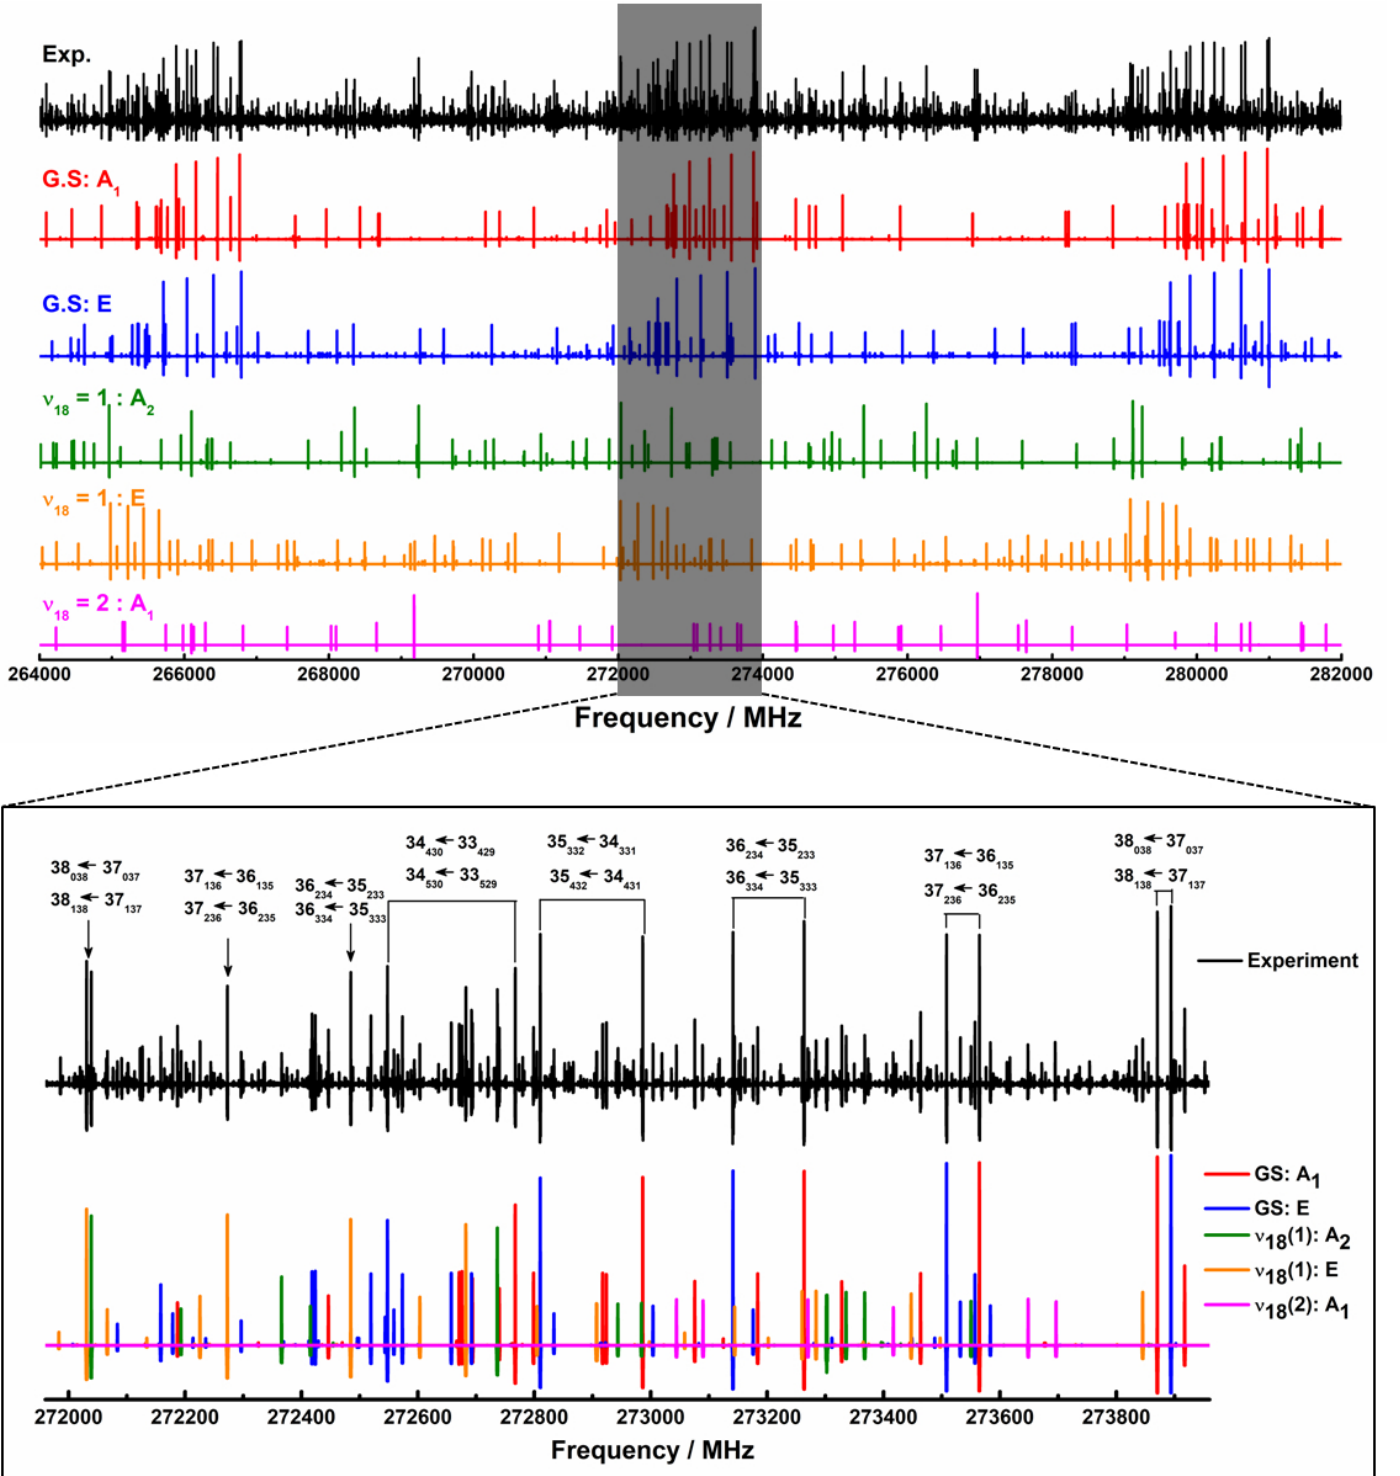 Exp.
G.S: A1
G.S: E
ν18 = 1 : A2
ν18 = 1 : E
ν18 = 2 : A1
264000 266000 268000 270000 272000 274000 276000 278000 280000 282000
Frequency / MHz
38038 ← 37037
38138 ← 37137
37136 ← 36135
37236 ← 36235
36234 ← 35233
36334 ← 35333
34430 ← 33429
34530 ← 33529
35332 ← 34331
35432 ← 34431
36234 ← 35233
36334 ← 35333
37136 ← 36135
37236 ← 36235
38038 ← 37037
38138 ← 37137
Experiment
GS: A1
GS: E
ν18(1): A2
ν18(1): E
ν18(2): A1
272000 272200 272400 272600 272800 273000 273200 273400 273600 273800
Frequency / MHz